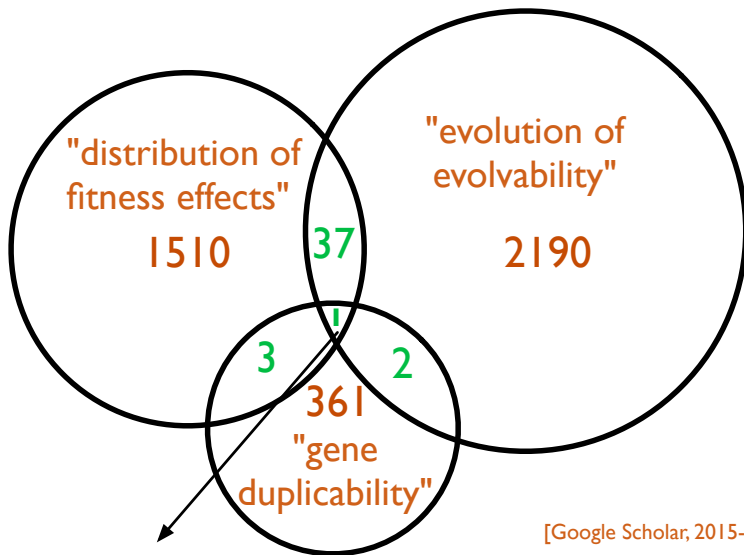 "distribution of
fitness effects"
1510
"evolution of
evolvability"
2190
37
1
3
2
361
"gene
duplicability"
[Google Scholar, 2015-